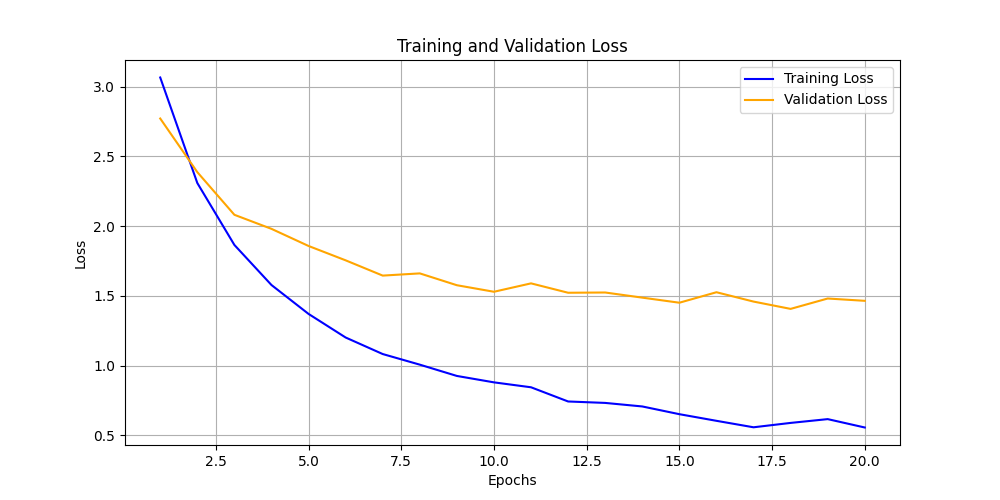 Training and Validation Loss
Training Loss
Validation Loss
3.0
2.5
2.0
1.5
1.0
0.5
Loss
2.5 5.0 7.5 10.0 12.5 15.0 17.5 20.0
Epochs